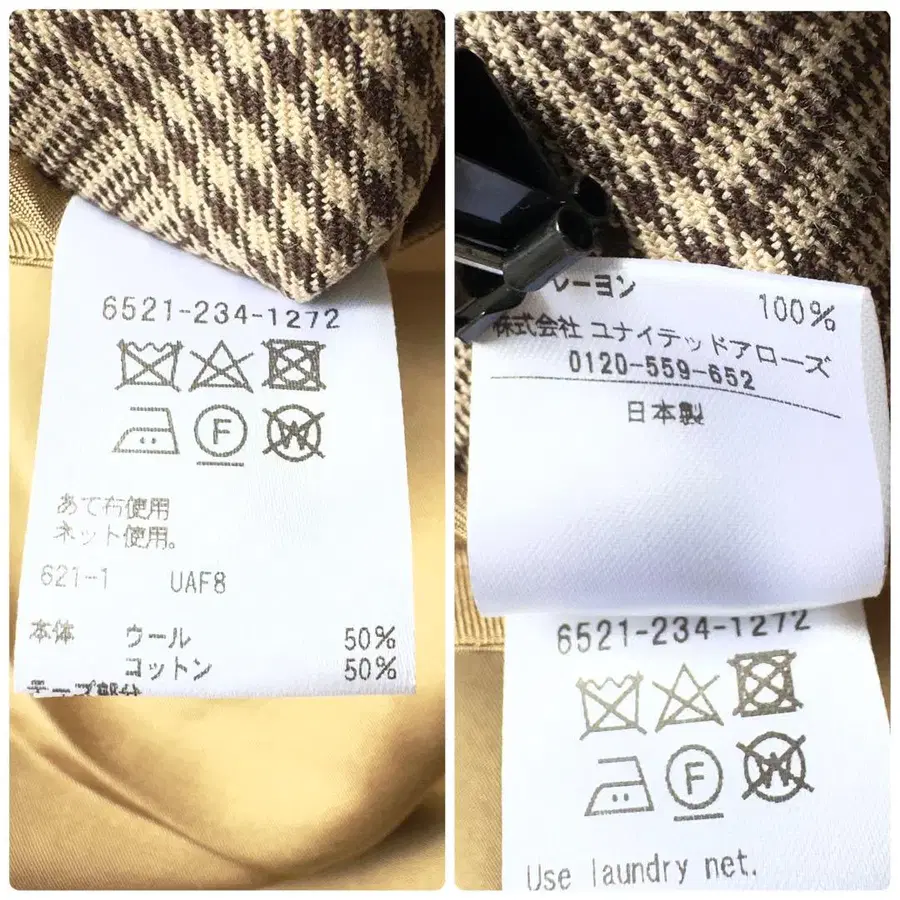 6521-234-1272
F
W
あて布使用
ネット使用。
621-1 UAF8
本体 ウール 50%
コットン 50%
レーヨン 100%
株式会社 ユナイテッドアローズ
0120-559-652
日本製
6521-234-1272
F
W
Use laundry net.